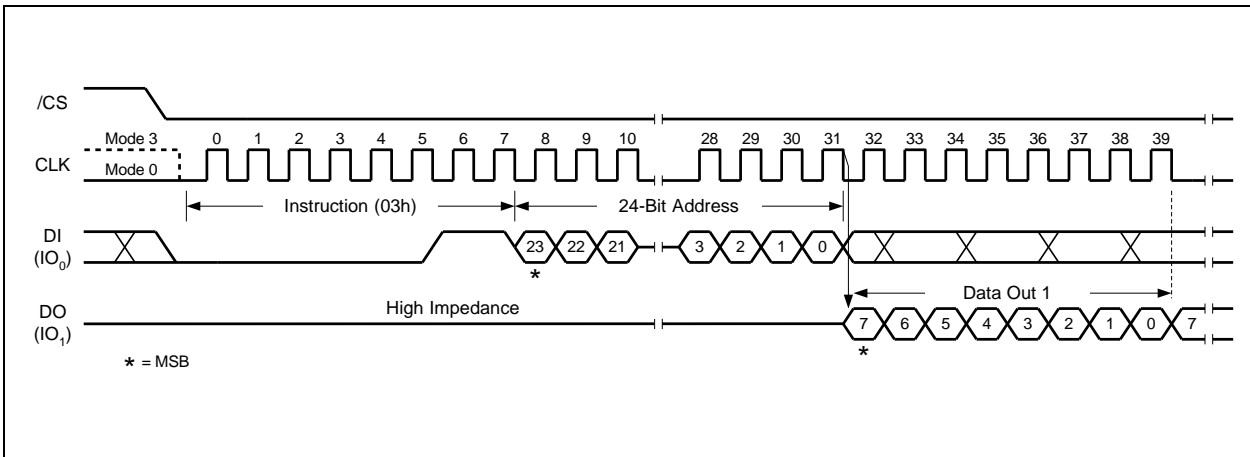 /CS
Mode 3 0 1 2 3 4 5 6 7 8 9 10 28 29 30 31 32 33 34 35 36 37 38 39
CLK Mode 0
Instruction (03h) 24-Bit Address
DI
(IO₀)
23 22 21 3 2 1 0
*
Data Out 1
High Impedance
DO
(IO₁)
7 6 5 4 3 2 1 0 7
*
* = MSB